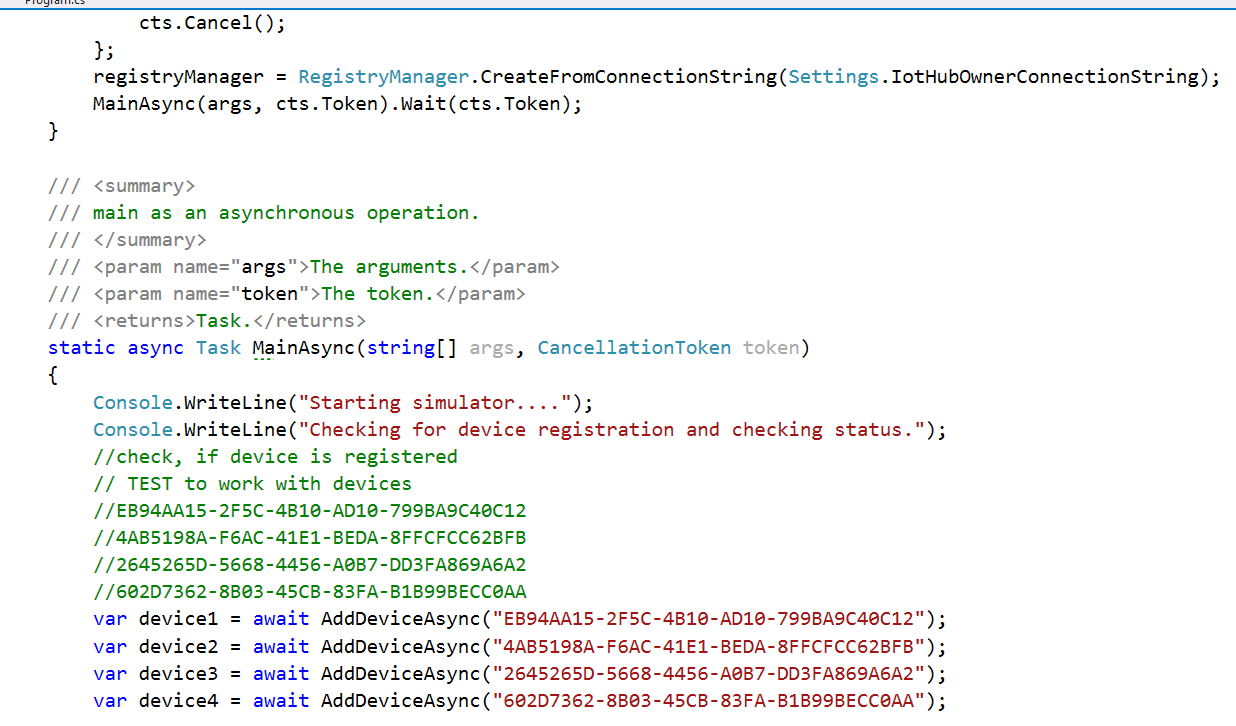 Program.cs
cts.Cancel();
};
registryManager = RegistryManager.CreateFromConnectionString(Settings.IotHubOwnerConnectionString);
MainAsync(args, cts.Token).Wait(cts.Token);
}
/// <summary>
/// main as an asynchronous operation.
/// </summary>
/// <param name="args">The arguments.</param>
/// <param name="token">The token.</param>
/// <returns>Task.</returns>
static async Task MainAsync(string[] args, CancellationToken token)
{
Console.WriteLine("Starting simulator....");
Console.WriteLine("Checking for device registration and checking status.");
//check, if device is registered
// TEST to work with devices
//EB94AA15-2F5C-4B10-AD10-799BA9C40C12
//4AB5198A-F6AC-41E1-BEDA-8FFCFCC62BFB
//2645265D-5668-4456-A0B7-DD3FA869A6A2
//602D7362-8B03-45CB-83FA-B1B99BECC0AA
var device1 = await AddDeviceAsync("EB94AA15-2F5C-4B10-AD10-799BA9C40C12");
var device2 = await AddDeviceAsync("4AB5198A-F6AC-41E1-BEDA-8FFCFCC62BFB");
var device3 = await AddDeviceAsync("2645265D-5668-4456-A0B7-DD3FA869A6A2");
var device4 = await AddDeviceAsync("602D7362-8B03-45CB-83FA-B1B99BECC0AA");